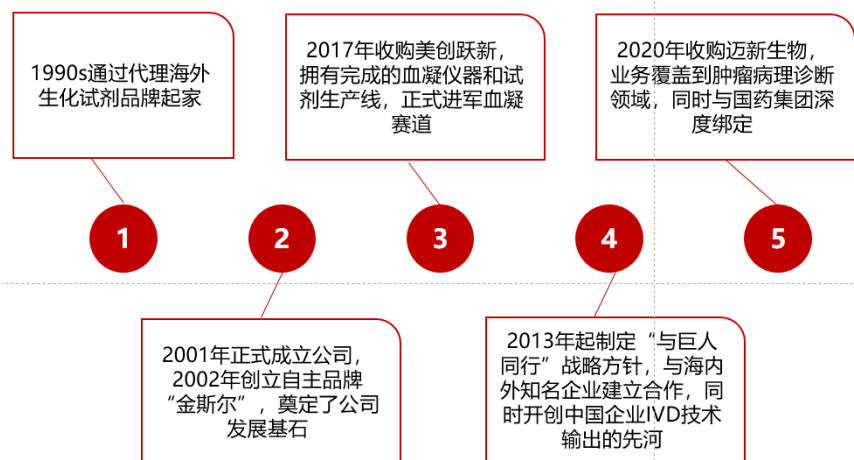 1990s通过代理海外
生化试剂品牌起家
2017年收购美创跃新，
拥有完成的血凝仪器和试
剂生产线，正式进军血凝
赛道
2020年收购迈新生物，
业务覆盖到肿瘤病理诊断
领域，同时与国药集团深
度绑定
1
2
3
4
5
2001年正式成立公司，
2002年创立自主品牌
“金斯尔”，奠定了公司
发展基石
2013年起制定“与巨人
同行”战略方针，与海内
外知名企业建立合作，同
时开创中国企业IVD技术
输出的先河